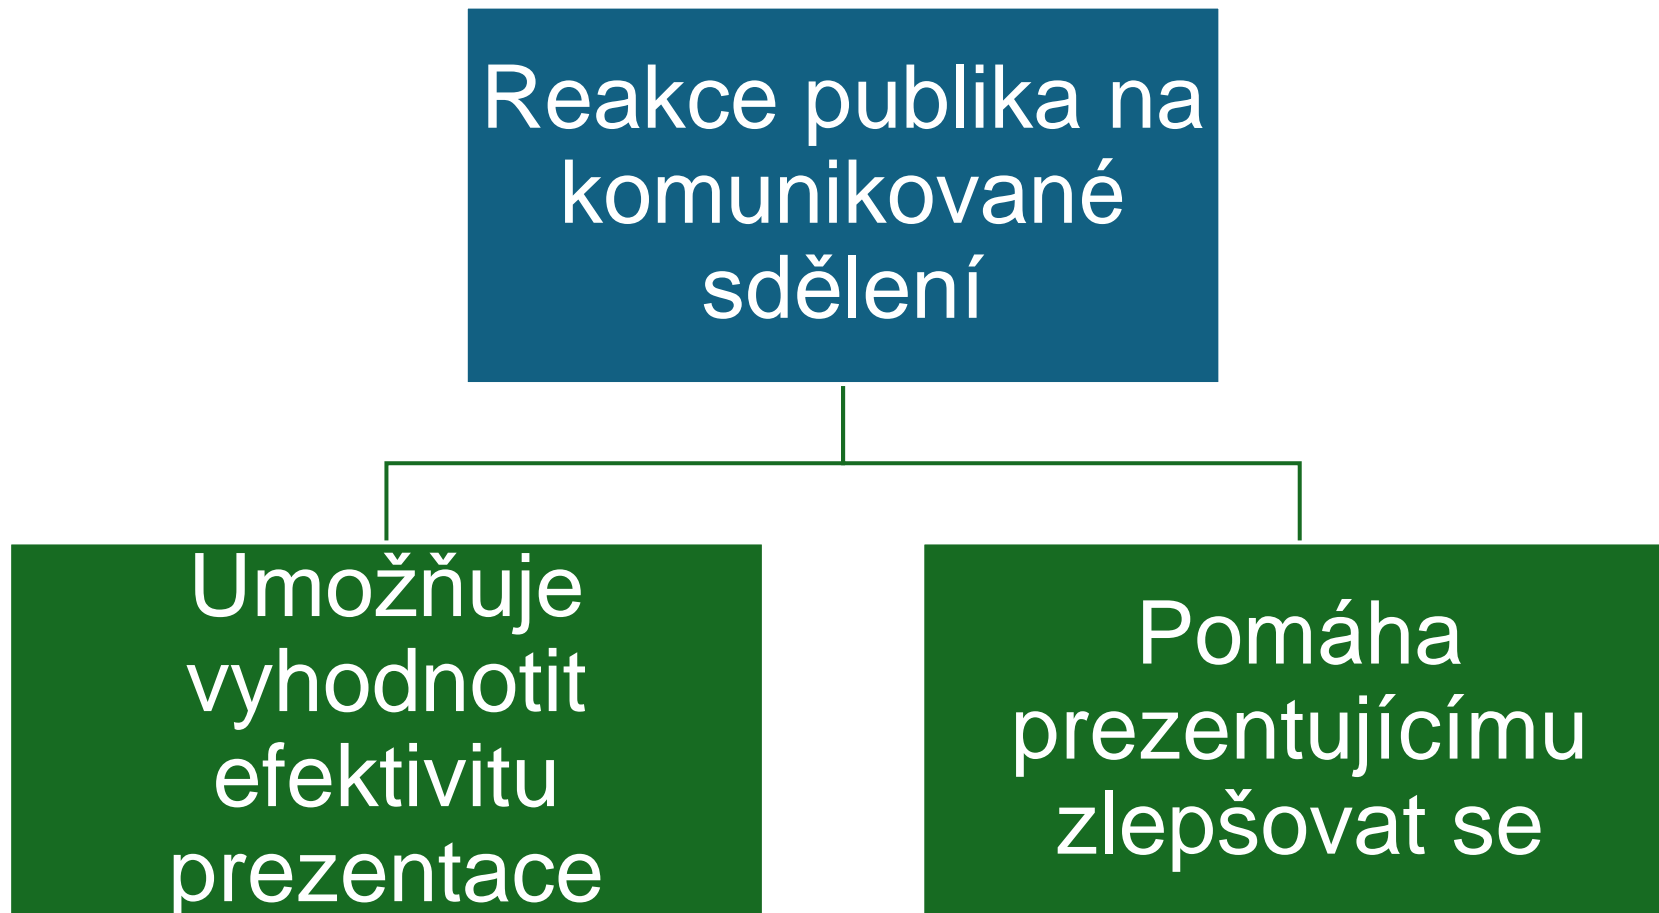 Reakce publika na
komunikované
sdělení
Umožňuje
vyhodnotit
efektivitu
prezentace
Pomáha
prezentujícímu
zlepšovat se